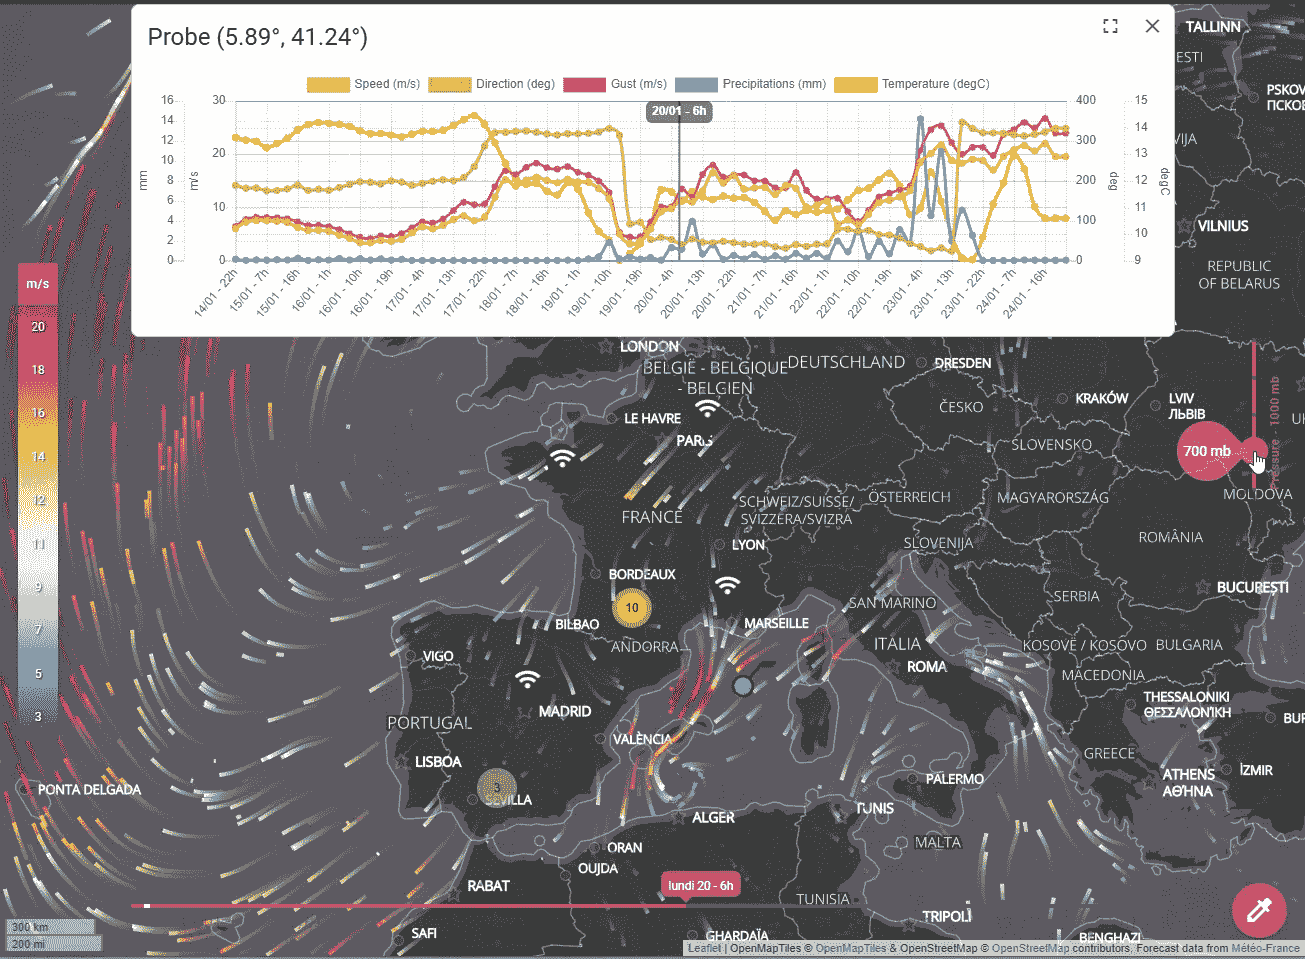 Probe (5.89°, 41.24°)
Speed (m/s)
Direction (deg)
Gust (m/s)
Precipitations (mm)
Temperature (degC)
16
14
12
10
8
6
4
2
0
mm
30
20
10
0
m/s
20/01 - 6h
400
300
200
100
0
deg
15
14
13
12
11
10
9
degC
14/01 - 22h
15/01 - 7h
15/01 - 16h
16/01 - 1h
16/01 - 10h
16/01 - 19h
17/01 - 4h
17/01 - 13h
17/01 - 22h
18/01 - 7h
18/01 - 16h
19/01 - 1h
19/01 - 10h
19/01 - 19h
20/01 - 4h
20/01 - 13h
20/01 - 22h
21/01 - 7h
21/01 - 16h
22/01 - 1h
22/01 - 10h
22/01 - 19h
23/01 - 4h
23/01 - 13h
23/01 - 22h
24/01 - 7h
24/01 - 16h
TALLINN
ESTI
PSKOV
ПСКОВ
VIJA
VILNIUS
REPUBLIC
OF BELARUS
m/s
20
18
16
14
12
11
9
7
5
3
LONDON
BELGIË - BELGIQUE
- BELGIEN
DEUTSCHLAND
DRESDEN
LE HAVRE
PARIS
ČESKO
KRAKÓW
LVIV
ЛЬВІВ
SLOVENSKO
700 mb
Pressure - 1000 mb
FRANCE
SCHWEIZ/SUISSE/
SVIZZERA/SVIZRA
ÖSTERREICH
MAGYARORSZÁG
MOLDOVA
LYON
SLOVENIJA
ROMÂNIA
BORDEAUX
10
BUCUREȘTI
SAN MARINO
SERBIA
BILBAO
MARSEILLE
ANDORRA
ITALIA
KOSOVË / KOSOVO
BULGARIA
VIGO
ROMA
MACEDONIA
MADRID
THESSALONIKI
ΘΕΣΣΑΛΟΝΊΚΗ
PORTUGAL
VALÈNCIA
GREECE
LISBOA
ATHENS
ΑΘΉΝΑ
İZMIR
3
SEVILLA
PONTA DELGADA
PALERMO
ALGER
TUNIS
ORAN
MALTA
OUJDA
RABAT
lundi 20 - 6h
TUNISIA
TRIPOLI
SAFI
GHARDAÏA
BENGHAZI
300 km
200 mi
Leaflet | OpenMapTiles © OpenMapTiles & OpenStreetMap © OpenStreetMap contributors, Forecast data from Météo-France